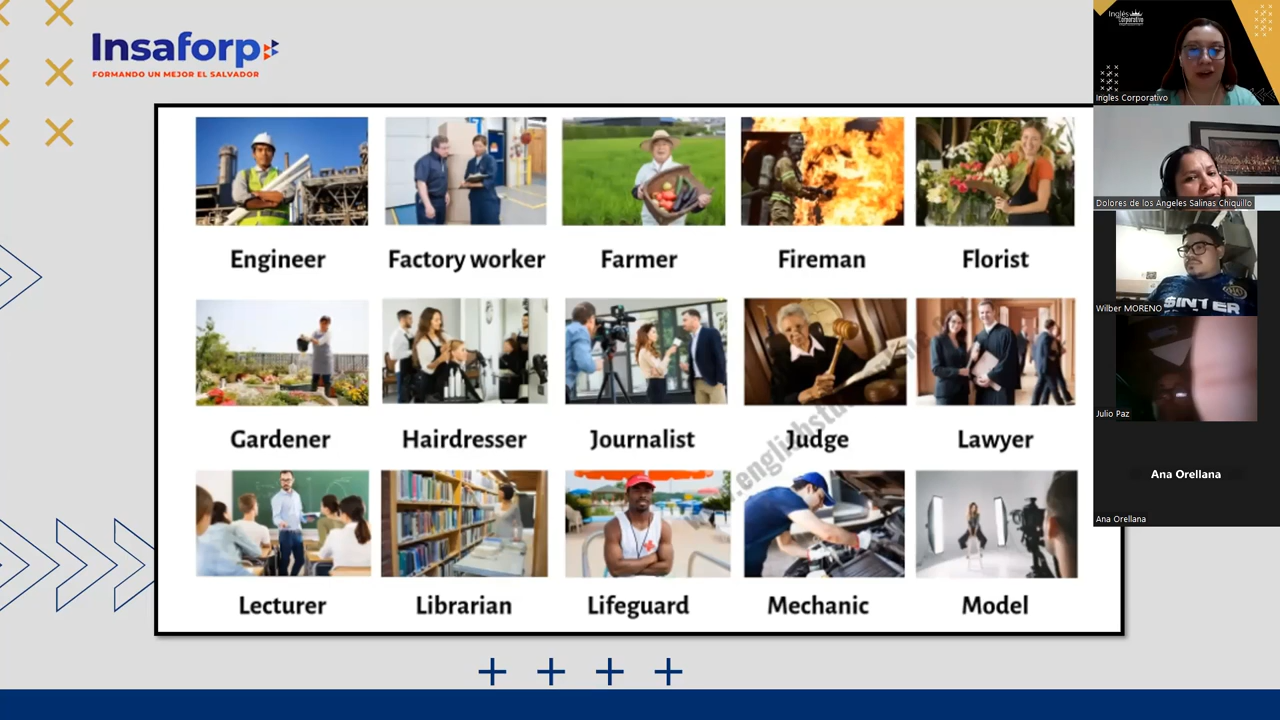 Insaforp
FORMANDO UN MEJOR EL SALVADOR
Engineer
Factory worker
Farmer
Fireman
Florist
Gardener
Hairdresser
Journalist
Judge
Lawyer
Lecturer
Librarian
Lifeguard
Mechanic
Model
Inglés
Corporativo
Ingles Corporativo
Dolores de los Angeles Salinas Chiquillo
Wilber MORENO
Julio Paz
Ana Orellana
Ana Orellana